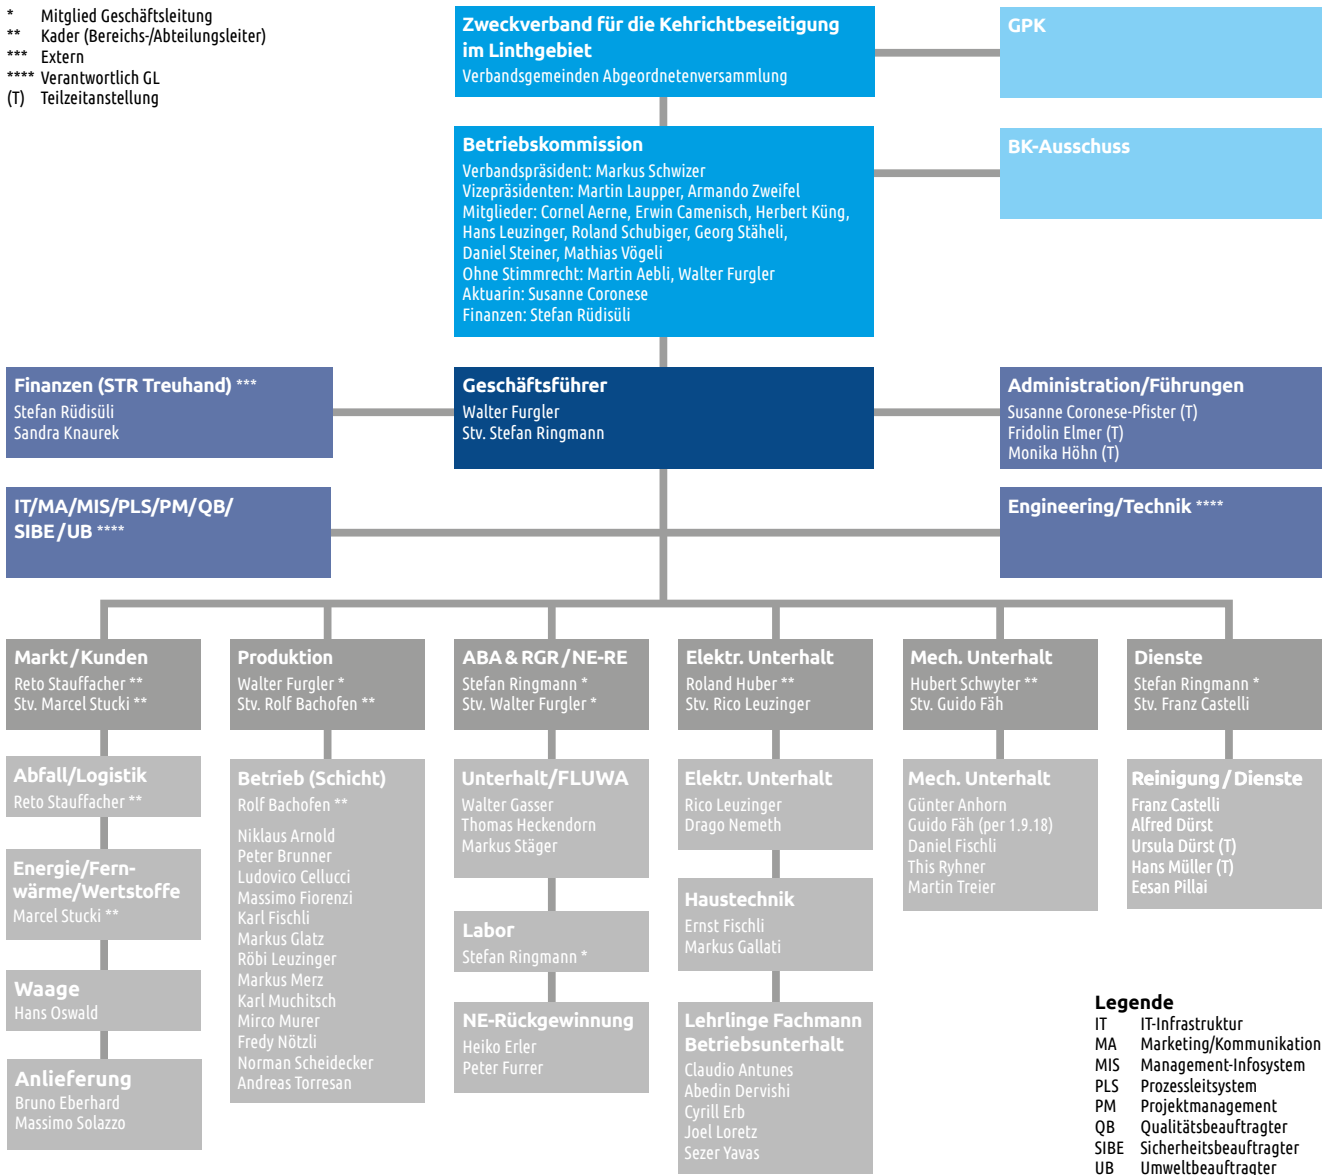 * Mitglied Geschäftsleitung
** Kader (Bereichs-/Abteilungsleiter)
*** Extern
**** Verantwortlich GL
(T) Teilzeitanstellung
Zweckverband für die Kehrichtbeseitigung
im Linthgebiet
Verbandsgemeinden Abgeordnetenversammlung
GPK
Betriebskommission
Verbandspräsident: Markus Schwizer
Vizepräsidenten: Martin Laupper, Armando Zweifel
Mitglieder: Cornel Aerne, Erwin Camenisch, Herbert Küng,
Hans Leuzinger, Roland Schubiger, Georg Stäheli,
Daniel Steiner, Mathias Vögeli
Ohne Stimmrecht: Martin Aebli, Walter Furgler
Aktuarin: Susanne Coronese
Finanzen: Stefan Rüdisüli
BK-Ausschuss
Finanzen (STR Treuhand) ***
Stefan Rüdisüli
Sandra Knaurek
Geschäftsführer
Walter Furgler
Stv. Stefan Ringmann
Administration/Führungen
Susanne Coronese-Pfister (T)
Fridolin Elmer (T)
Monika Höhn (T)
IT/MA/MIS/PLS/PM/QB/
SIBE/UB ****
Engineering/Technik ****
Markt/Kunden
Reto Stauffacher **
Stv. Marcel Stucki **
Abfall/Logistik
Reto Stauffacher **
Energie/Fern-
wärme/Wertstoffe
Marcel Stucki **
Waage
Hans Oswald
Anlieferung
Bruno Eberhard
Massimo Solazzo
Produktion
Walter Furgler *
Stv. Rolf Bachofen **
Betrieb (Schicht)
Rolf Bachofen **
Niklaus Arnold
Peter Brunner
Ludovico Cellucci
Massimo Fiorenzi
Karl Fischli
Markus Glatz
Röbi Leuzinger
Markus Merz
Karl Muchitsch
Mirco Murer
Fredy Nötzli
Norman Scheidecker
Andreas Torresan
ABA & RGR/NE-RE
Stefan Ringmann *
Stv. Walter Furgler *
Unterhalt/FLUWA
Walter Gasser
Thomas Heckendorn
Markus Stäger
Labor
Stefan Ringmann *
NE-Rückgewinnung
Heiko Erler
Peter Furrer
Elektr. Unterhalt
Roland Huber **
Stv. Rico Leuzinger
Elektr. Unterhalt
Rico Leuzinger
Drago Nemeth
Haustechnik
Ernst Fischli
Markus Gallati
Lehrlinge Fachmann
Betriebsunterhalt
Claudio Antunes
Abedin Dervishi
Cyrill Erb
Joel Loretz
Sezer Yavas
Mech. Unterhalt
Hubert Schwyter **
Stv. Guido Fäh
Mech. Unterhalt
Günter Anhorn
Guido Fäh (per 1.9.18)
Daniel Fischli
This Ryhner
Martin Treier
Dienste
Stefan Ringmann *
Stv. Franz Castelli
Reinigung/Dienste
Franz Castelli
Alfred Dürst
Ursula Dürst (T)
Hans Müller (T)
Eesan Pillai
Legende
IT IT-Infrastruktur
MA Marketing/Kommunikation
MIS Management-Infosystem
PLS Prozessleitsystem
PM Projektmanagement
QB Qualitätsbeauftragter
SIBE Sicherheitsbeauftragter
UB Umweltbeauftragter